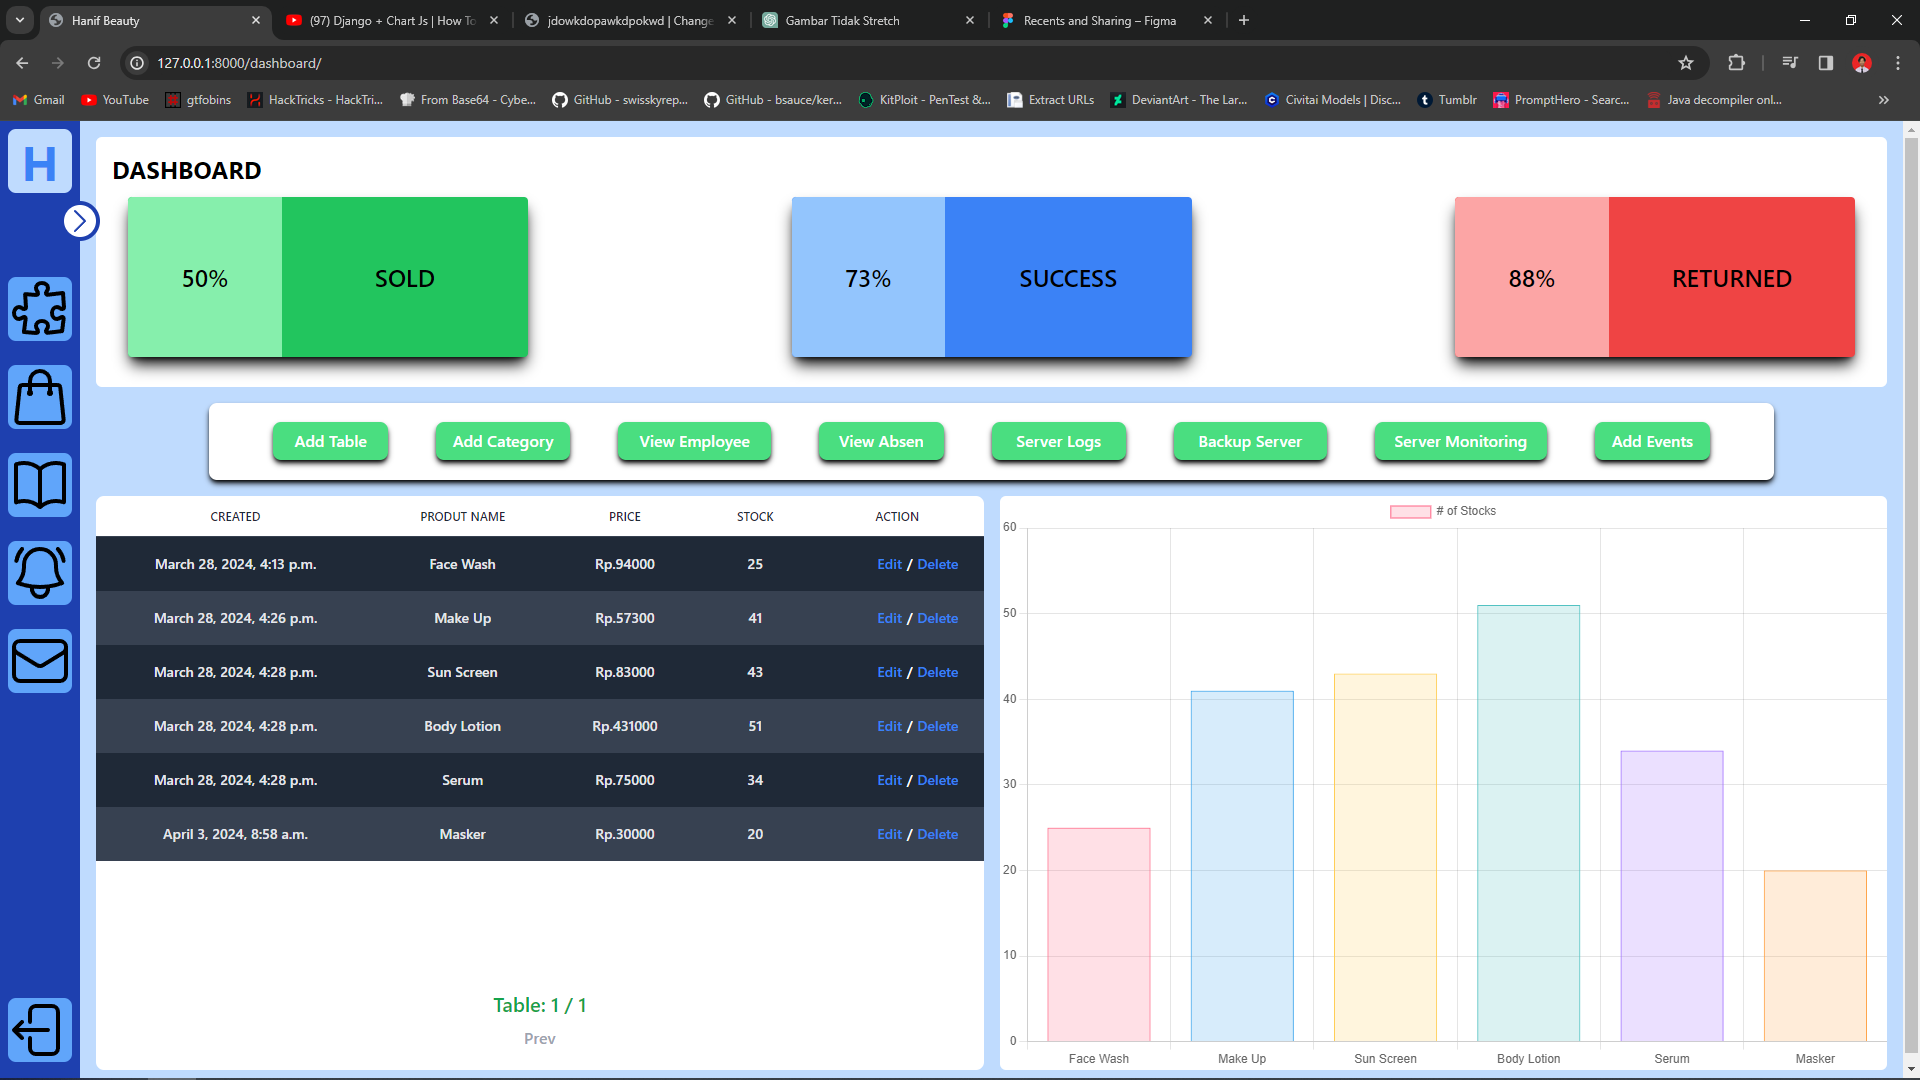 Hanif Beauty
(97) Django + Chart Js | How To
jdowkdopawkdpokwd | Change
Gambar Tidak Stretch
Recents and Sharing – Figma
127.0.0.1:8000/dashboard/
Gmail
YouTube
gtfobins
HackTricks - HackTri...
From Base64 - Cybe...
GitHub - swisskyrep...
GitHub - bsauce/ker...
KitPloit - PenTest &...
Extract URLs
DeviantArt - The Lar...
Civitai Models | Disc...
Tumblr
PromptHero - Searc...
Java decompiler onl...
H
DASHBOARD
50% SOLD
73% SUCCESS
88% RETURNED
Add Table
Add Category
View Employee
View Absen
Server Logs
Backup Server
Server Monitoring
Add Events
CREATED PRODUT NAME PRICE STOCK ACTION
March 28, 2024, 4:13 p.m. Face Wash Rp.94000 25 Edit / Delete
March 28, 2024, 4:26 p.m. Make Up Rp.57300 41 Edit / Delete
March 28, 2024, 4:28 p.m. Sun Screen Rp.83000 43 Edit / Delete
March 28, 2024, 4:28 p.m. Body Lotion Rp.431000 51 Edit / Delete
March 28, 2024, 4:28 p.m. Serum Rp.75000 34 Edit / Delete
April 3, 2024, 8:58 a.m. Masker Rp.30000 20 Edit / Delete
Table: 1 / 1
Prev
# of Stocks
60
50
40
30
20
10
0
Face Wash Make Up Sun Screen Body Lotion Serum Masker